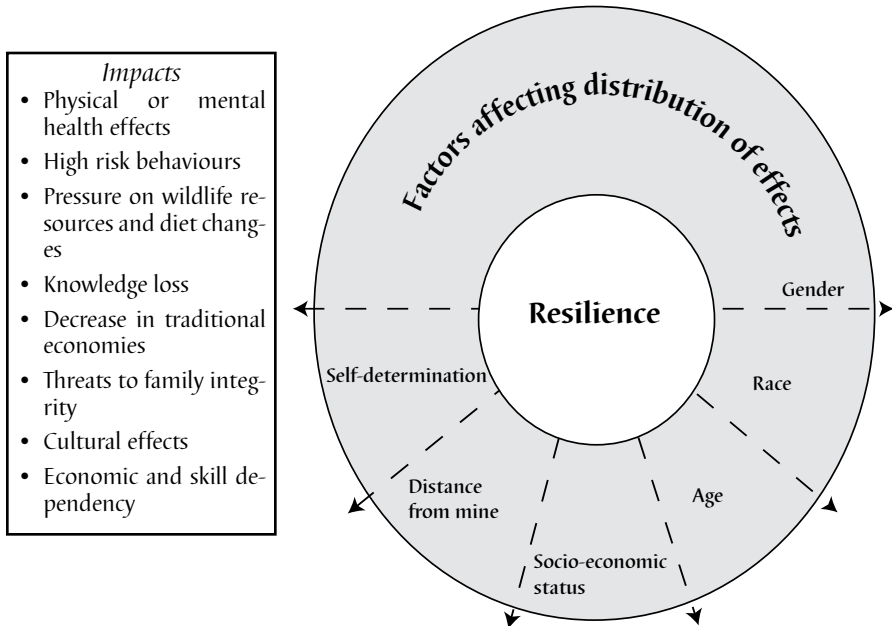 Impacts
• Physical or mental
health effects
• High risk behaviours
• Pressure on wildlife re-
sources and diet chang-
es
• Knowledge loss
• Decrease in traditional
economies
• Threats to family integ-
rity
• Cultural effects
• Economic and skill de-
pendency
Factors affecting distribution of effects
Resilience
Gender
Race
Age
Socio-economic
status
Distance
from mine
Self-determination